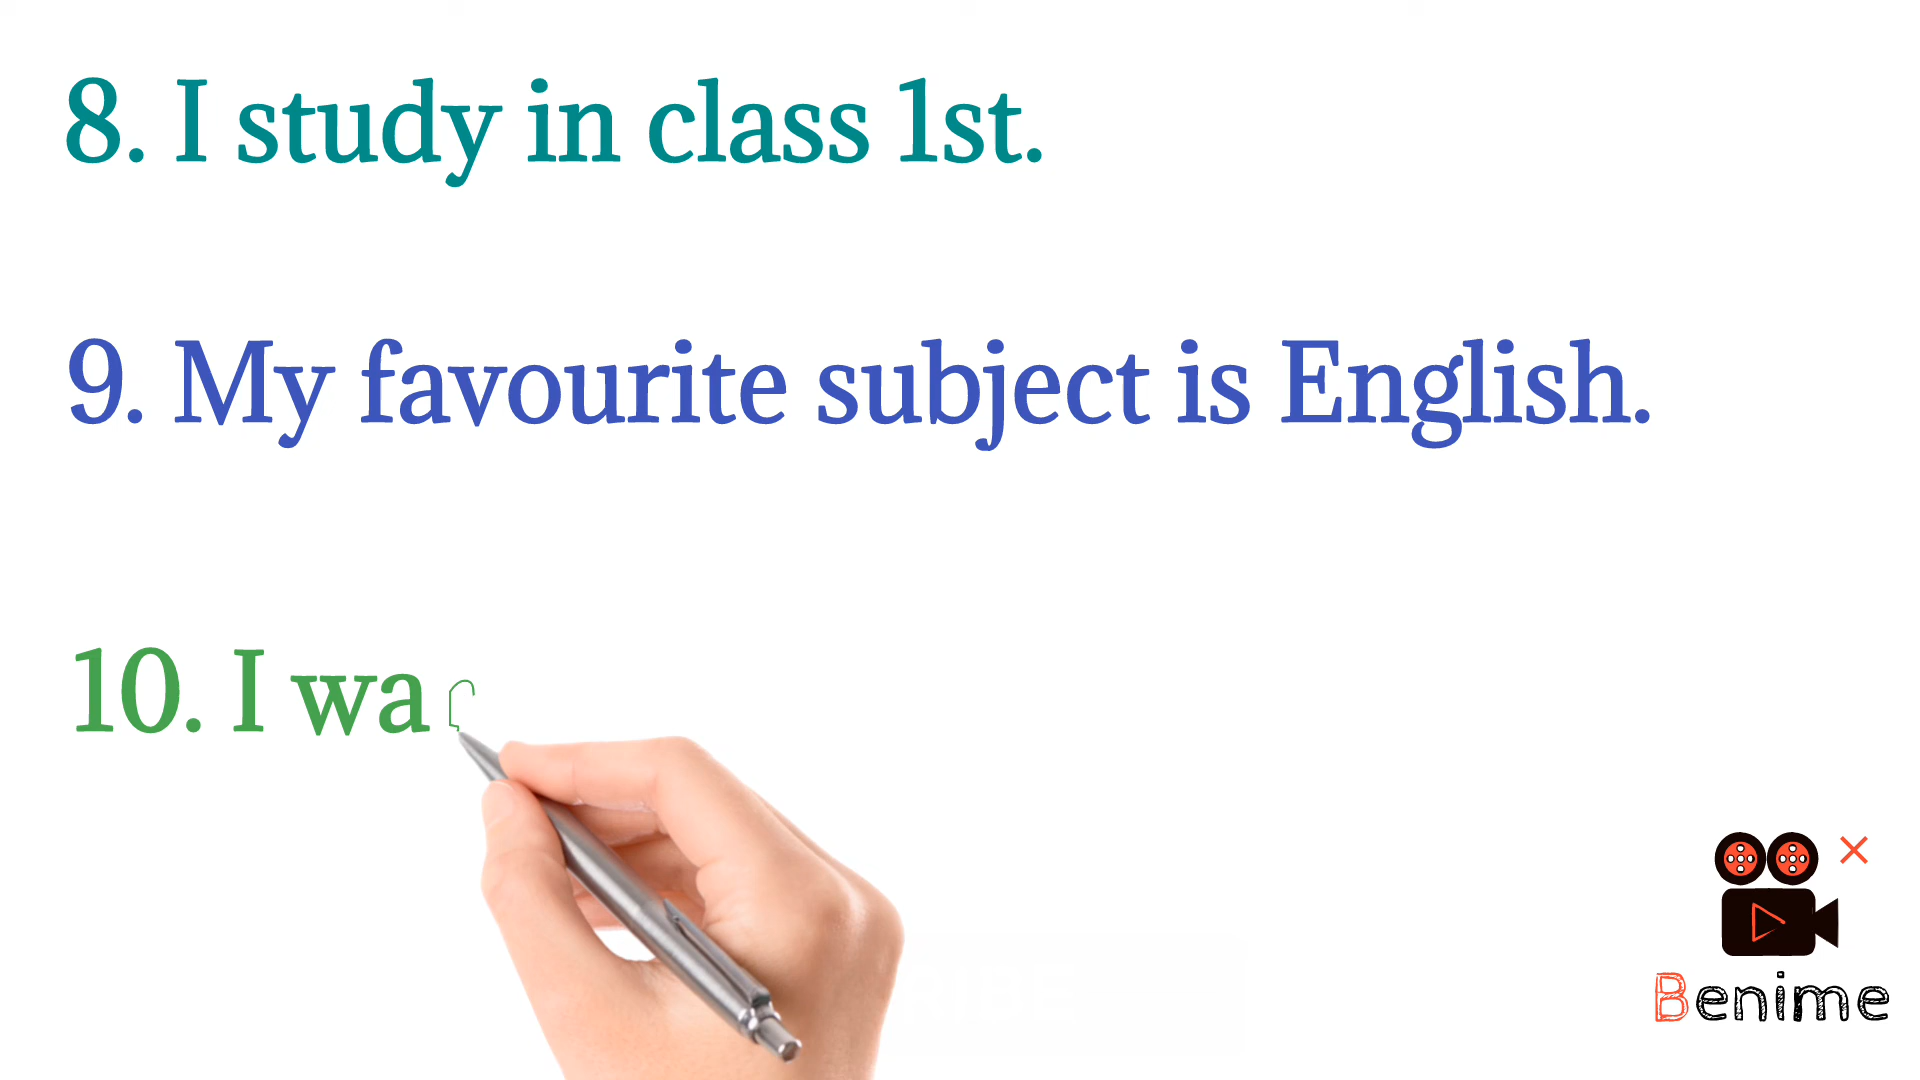 8. I study in class 1st.
9. My favourite subject is English.
10. I wa
Benime